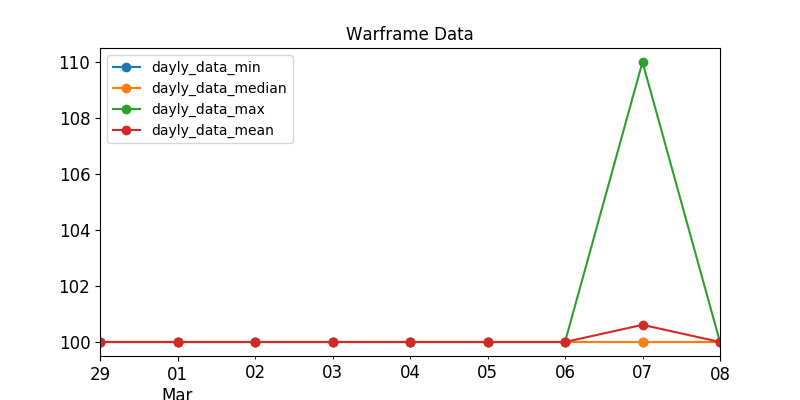 Warframe Data
dayly_data_min
dayly_data_median
dayly_data_max
dayly_data_mean
110
108
106
104
102
100
29 01 02 03 04 05 06 07 08
Mar